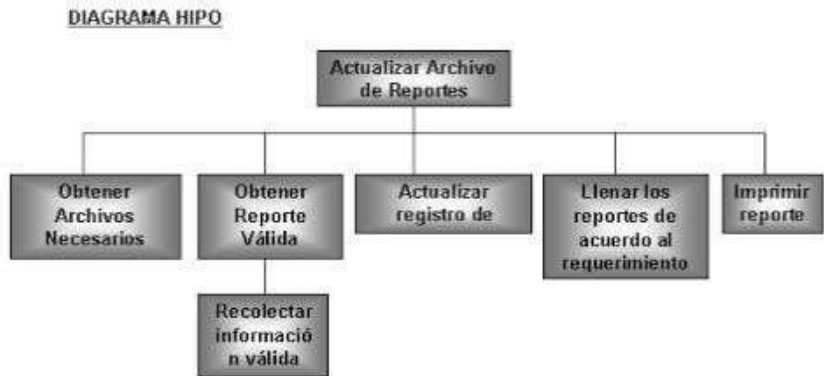 DIAGRAMA HIPO
Actualizar Archivo
de Reportes
Obtener
Archivos
Necesarios
Obtener
Reporte
Válida
Actualizar
registro de
Llenar los
reportes de
acuerdo al
requerimiento
Imprimir
reporte
Recolectar
informació
n válida